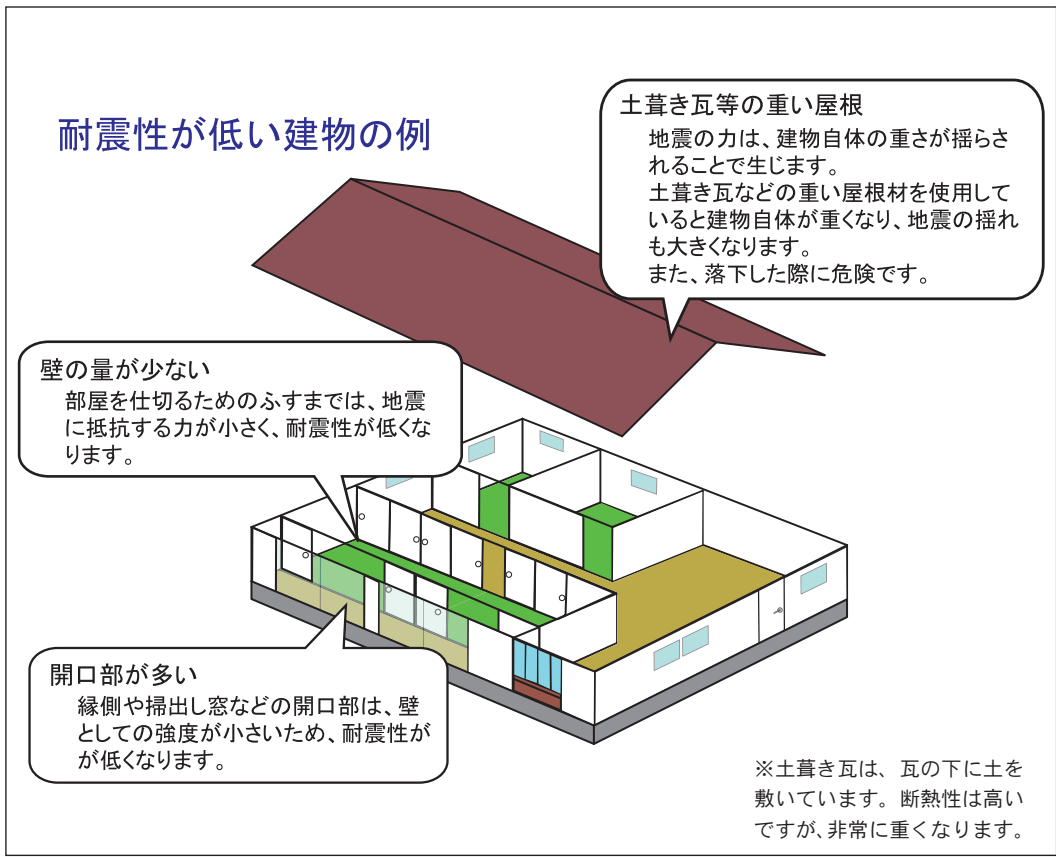 耐震性が低い建物の例
土葺き瓦等の重い屋根
地震の力は、建物自体の重さが揺らさ
れることで生じます。
土葺き瓦などの重い屋根材を使用して
いると建物自体が重くなり、地震の揺れ
も大きくなります。
また、落下した際に危険です。
壁の量が少ない
部屋を仕切るためのふすまでは、地震
に抵抗する力が小さく、耐震性が低くな
ります。
開口部が多い
縁側や掃出し窓などの開口部は、壁
としての強度が小さいため、耐震性が
が低くなります。
※土葺き瓦は、瓦の下に土を
敷いています。断熱性は高い
ですが、非常に重くなります。